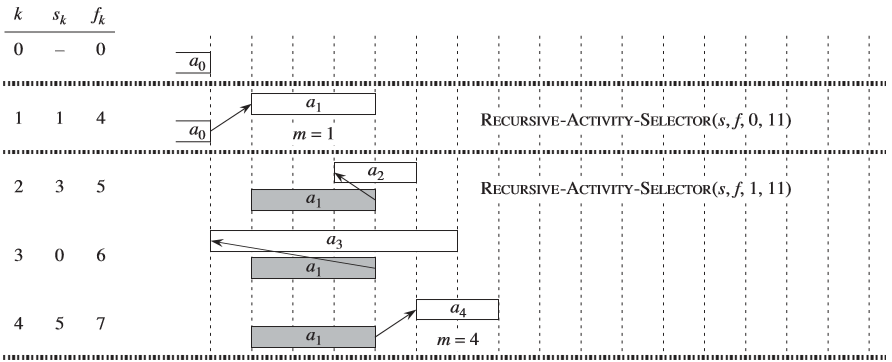 k s_k f_k
0 – 0
a_0
1 1 4
a_1
a_0
m = 1
RECURSIVE-ACTIVITY-SELECTOR(s, f, 0, 11)
2 3 5
a_2
a_1
RECURSIVE-ACTIVITY-SELECTOR(s, f, 1, 11)
3 0 6
a_3
a_1
4 5 7
a_4
a_1
m = 4